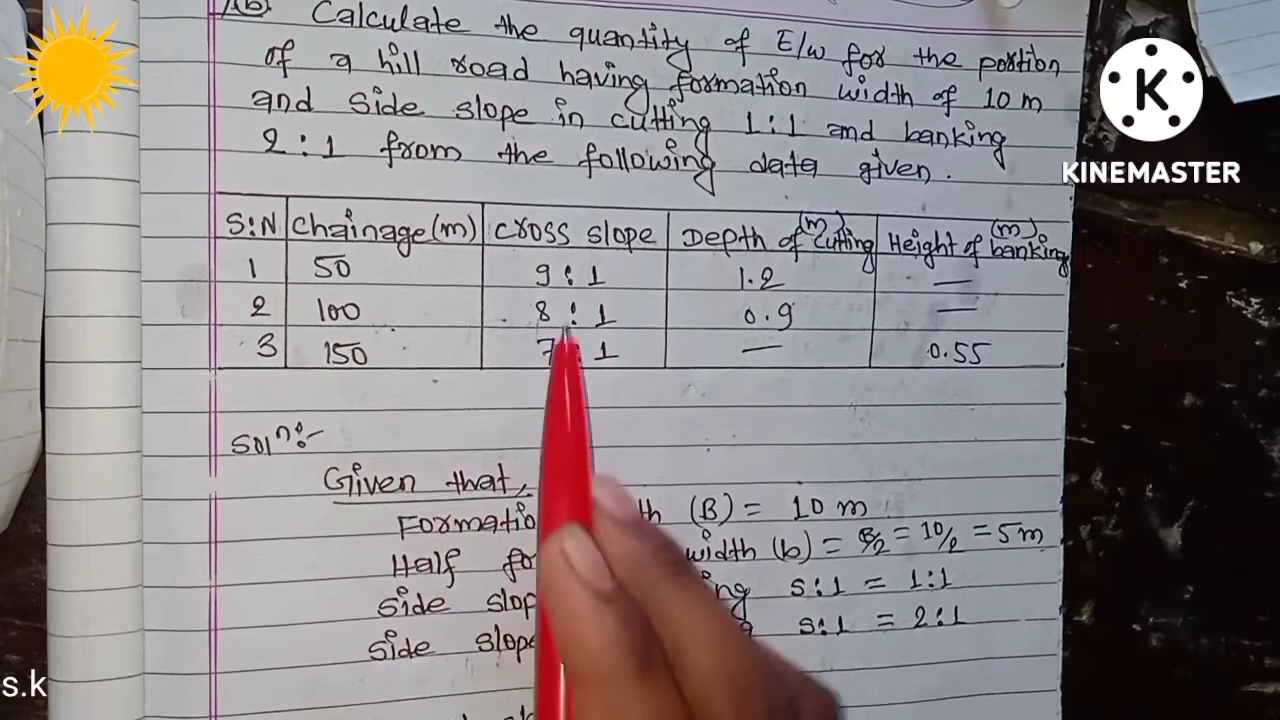 (b). Calculate the quantity of E/w for the portion
of a hill road having formation width of 10 m
and side slope in cutting 1:1 and banking
2:1 from the following data given.
S:N Chainage(m) Cross slope Depth of cutting (m) Height of banking (m)
1 50 9:1 1.2 —
2 100 8:1 0.9 —
3 150 7:1 — 0.55
Soln:-
Given that,
(B) = 10 m
Half width (b) = B/2 = 10/2 = 5m
side s:1 = 1:1
side s:1 = 2:1
K
KINEMASTER
s.k